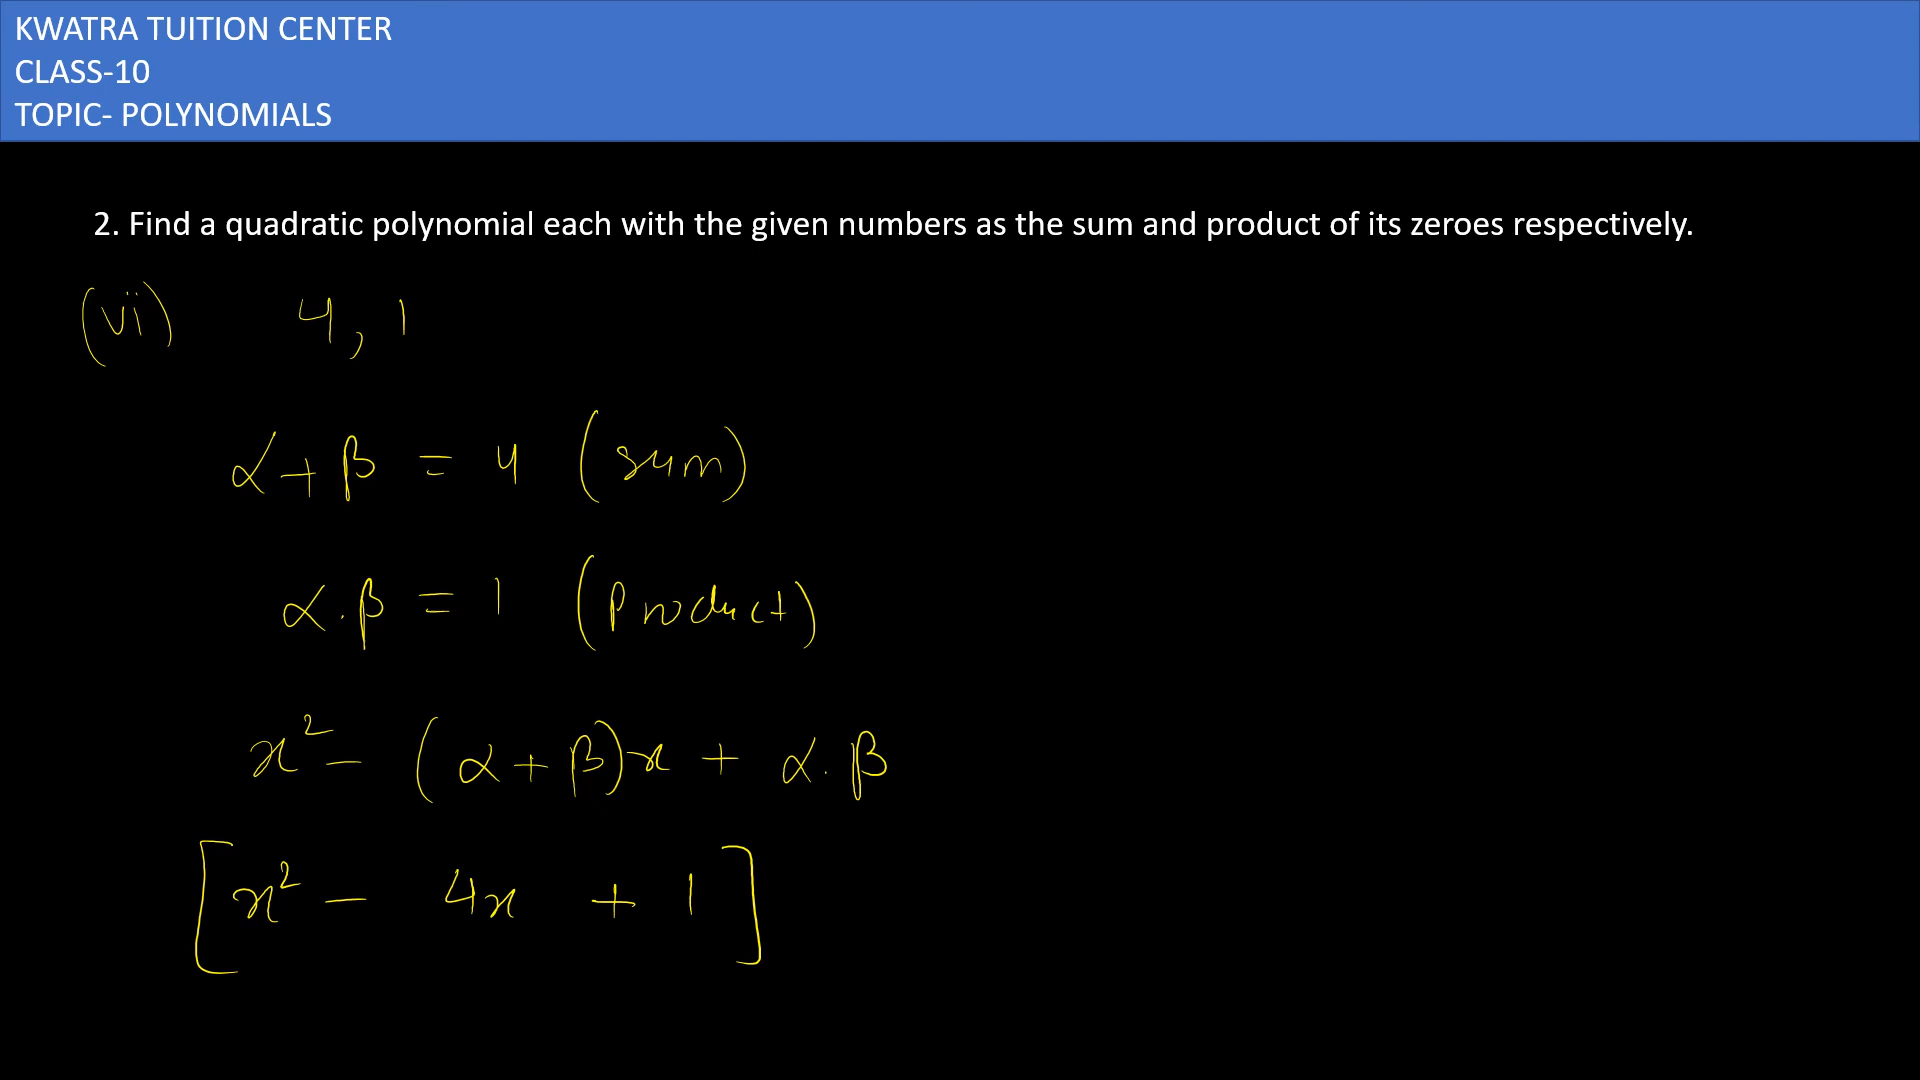 KWATRA TUITION CENTER
CLASS-10
TOPIC- POLYNOMIALS
2. Find a quadratic polynomial each with the given numbers as the sum and product of its zeroes respectively.
(vi) 4, 1
α+β = 4 (sum)
α.β = 1 (Product)
x² - (α+β)x + α.β
[x² - 4x + 1]